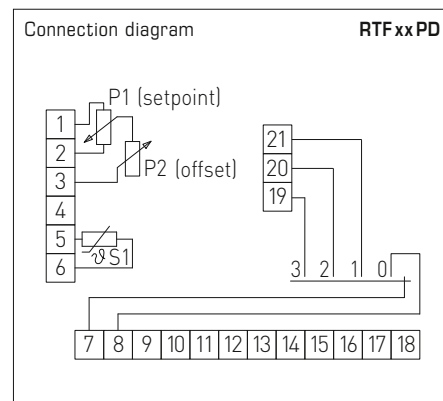 Connection diagram RTF xx PD
P1 (setpoint)
1
2
3
P2 (offset)
4
5
6
ϑ S1
21
20
19
3 2 1 0
7 8 9 10 11 12 13 14 15 16 17 18